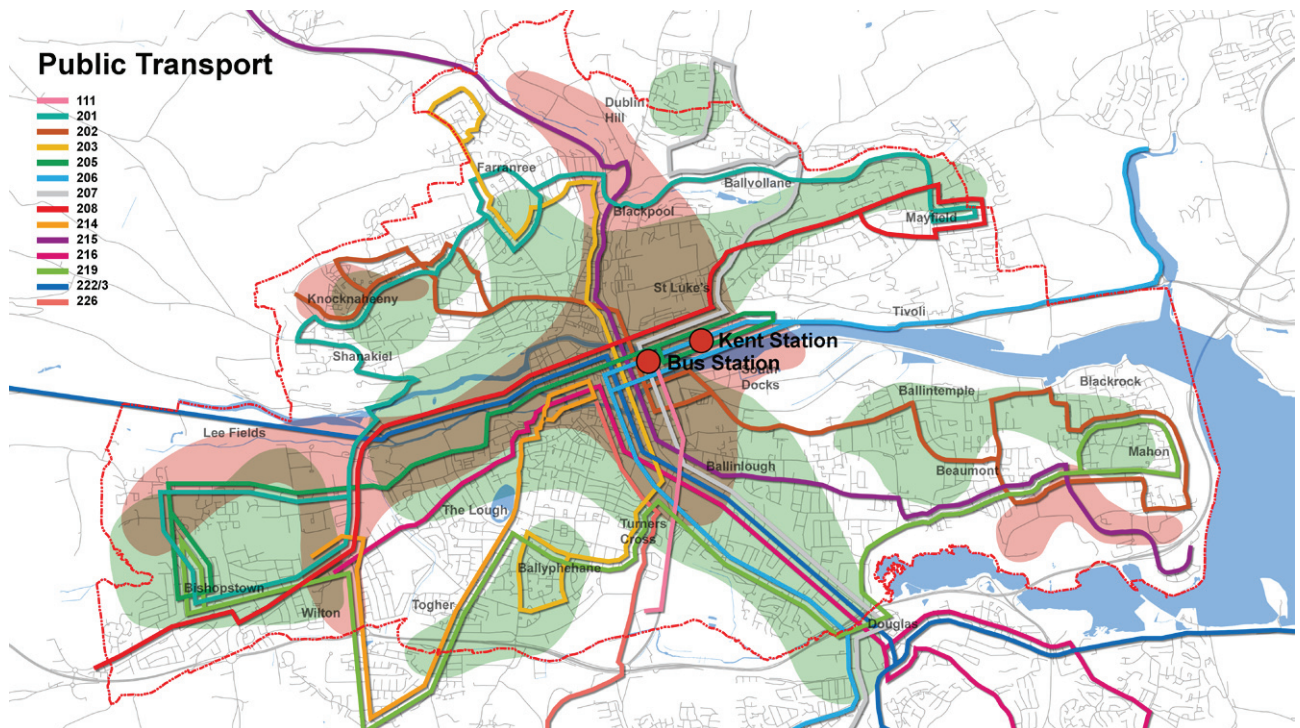 Public Transport
111
201
202
203
205
206
207
208
214
215
216
219
222/3
226
Dublin
Hill
Farranree
Ballvollane
Blackpool
Mayfield
Knocknaheeny
St Luke's
Tivoli
Shanakiel
Kent Station
Bus Station
South
Docks
Ballintemple
Blackrock
Lee Fields
Ballinlough
Beaumont
Mahon
The Lough
Turners
Cross
Bishopstown
Ballyphehane
Wilton
Togher
Douglas